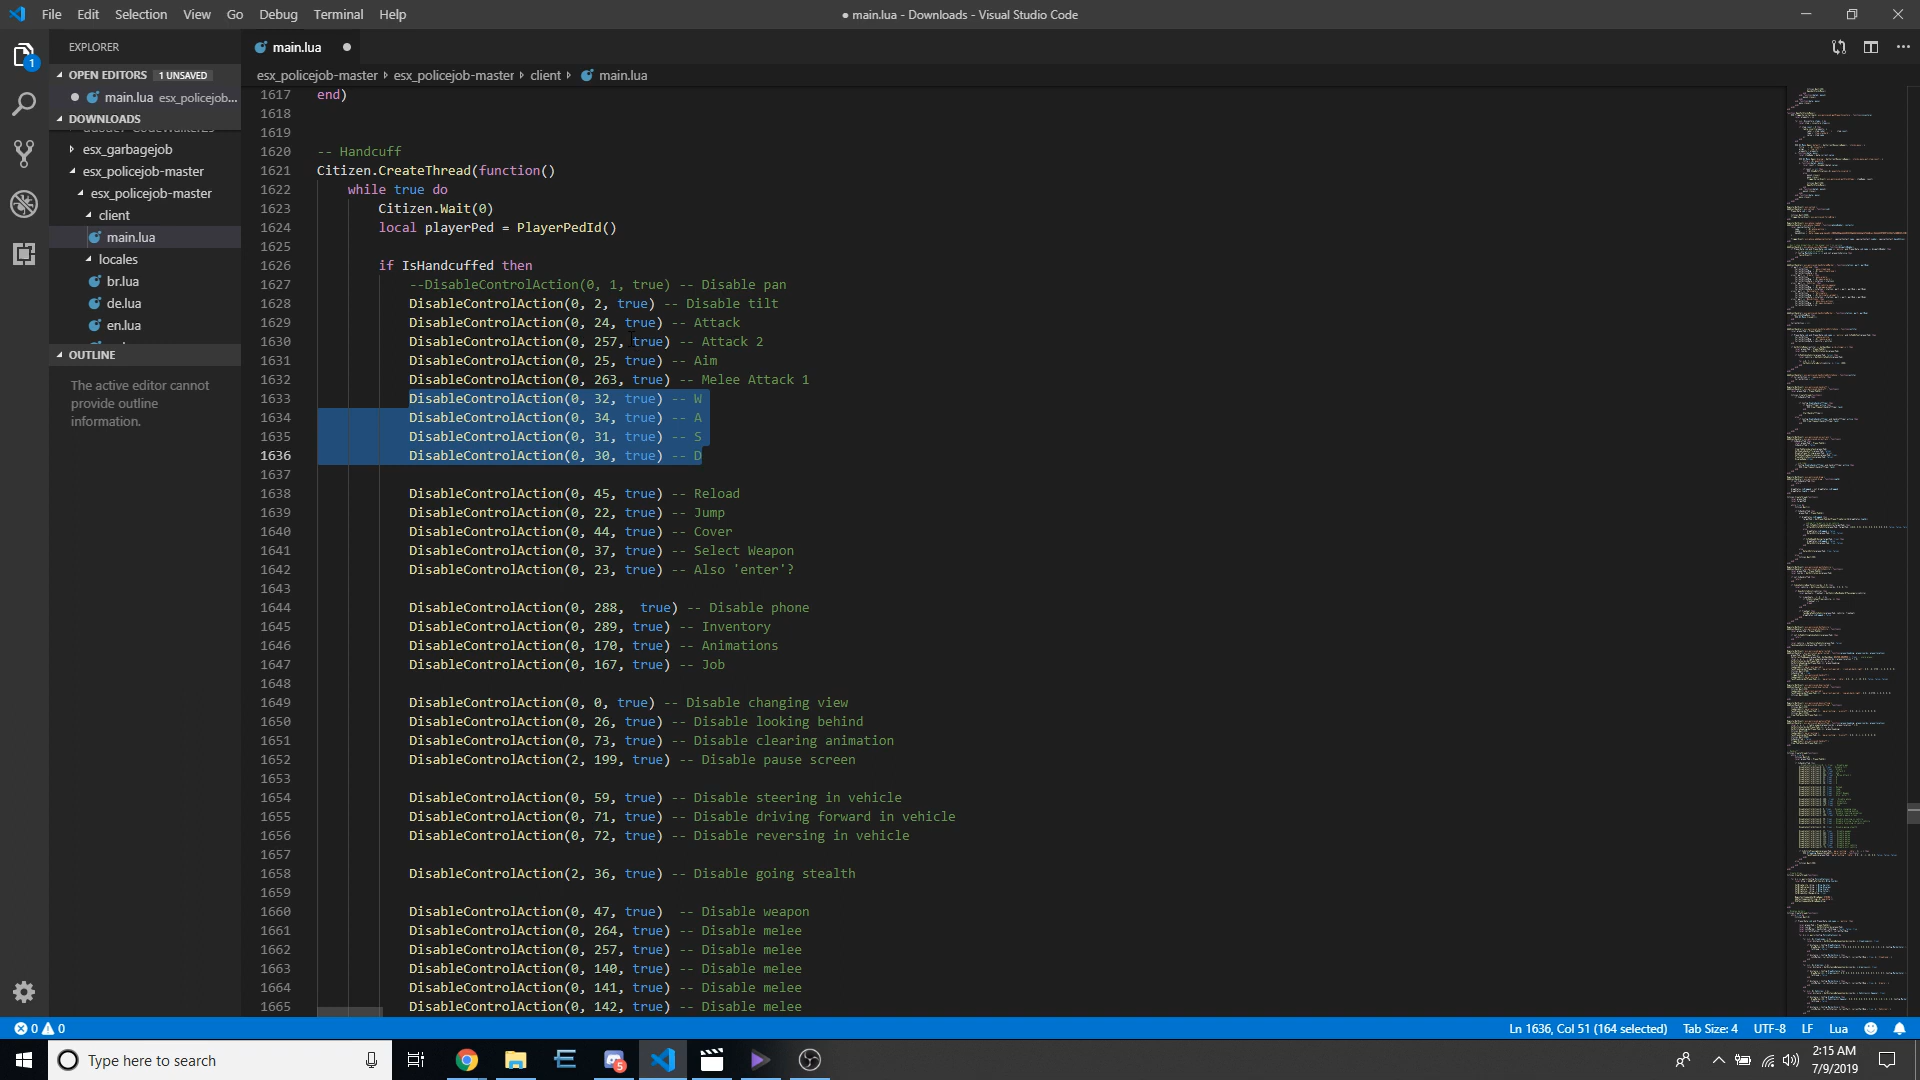 File Edit Selection View Go Debug Terminal Help
● main.lua - Downloads - Visual Studio Code
EXPLORER
main.lua
OPEN EDITORS 1 UNSAVED
main.lua esx_policejob...
DOWNLOADS
esx_garbagejob
esx_policejob-master
esx_policejob-master
client
main.lua
locales
br.lua
de.lua
en.lua
OUTLINE
The active editor cannot
provide outline
information.
1
esx_policejob-master esx_policejob-master client main.lua
1617 end)
1618
1619
1620 -- Handcuff
1621 Citizen.CreateThread(function()
1622 while true do
1623 Citizen.Wait(0)
1624 local playerPed = PlayerPedId()
1625
1626 if IsHandcuffed then
1627 --DisableControlAction(0, 1, true) -- Disable pan
1628 DisableControlAction(0, 2, true) -- Disable tilt
1629 DisableControlAction(0, 24, true) -- Attack
1630 DisableControlAction(0, 257, true) -- Attack 2
1631 DisableControlAction(0, 25, true) -- Aim
1632 DisableControlAction(0, 263, true) -- Melee Attack 1
1633 DisableControlAction(0, 32, true) -- W
1634 DisableControlAction(0, 34, true) -- A
1635 DisableControlAction(0, 31, true) -- S
1636 DisableControlAction(0, 30, true) -- D
1637
1638 DisableControlAction(0, 45, true) -- Reload
1639 DisableControlAction(0, 22, true) -- Jump
1640 DisableControlAction(0, 44, true) -- Cover
1641 DisableControlAction(0, 37, true) -- Select Weapon
1642 DisableControlAction(0, 23, true) -- Also 'enter'?
1643
1644 DisableControlAction(0, 288,  true) -- Disable phone
1645 DisableControlAction(0, 289, true) -- Inventory
1646 DisableControlAction(0, 170, true) -- Animations
1647 DisableControlAction(0, 167, true) -- Job
1648
1649 DisableControlAction(0, 0, true) -- Disable changing view
1650 DisableControlAction(0, 26, true) -- Disable looking behind
1651 DisableControlAction(0, 73, true) -- Disable clearing animation
1652 DisableControlAction(2, 199, true) -- Disable pause screen
1653
1654 DisableControlAction(0, 59, true) -- Disable steering in vehicle
1655 DisableControlAction(0, 71, true) -- Disable driving forward in vehicle
1656 DisableControlAction(0, 72, true) -- Disable reversing in vehicle
1657
1658 DisableControlAction(2, 36, true) -- Disable going stealth
1659
1660 DisableControlAction(0, 47, true)  -- Disable weapon
1661 DisableControlAction(0, 264, true) -- Disable melee
1662 DisableControlAction(0, 257, true) -- Disable melee
1663 DisableControlAction(0, 140, true) -- Disable melee
1664 DisableControlAction(0, 141, true) -- Disable melee
1665 DisableControlAction(0, 142, true) -- Disable melee
0 0
Ln 1636, Col 51 (164 selected) Tab Size: 4 UTF-8 LF Lua
Type here to search
5
2:15 AM
7/9/2019